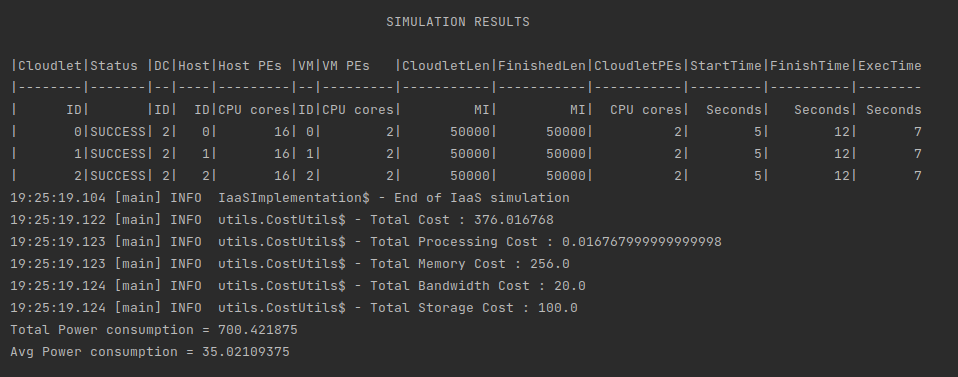 SIMULATION RESULTS
|Cloudlet|Status |DC|Host|Host PEs |VM|VM PEs   |CloudletLen|FinishedLen|CloudletPEs|StartTime|FinishTime|ExecTime
|--------|-------|--|----|---------|--|---------|-----------|-----------|-----------|---------|----------|--------
|      ID|       |ID|  ID|CPU cores|ID|CPU cores|         MI|         MI|  CPU cores|  Seconds|   Seconds| Seconds
|       0|SUCCESS| 2|   0|       16| 0|        2|      50000|      50000|          2|        5|        12|       7
|       1|SUCCESS| 2|   1|       16| 1|        2|      50000|      50000|          2|        5|        12|       7
|       2|SUCCESS| 2|   2|       16| 2|        2|      50000|      50000|          2|        5|        12|       7
19:25:19.104 [main] INFO  IaaSImplementation$ - End of IaaS simulation
19:25:19.122 [main] INFO  utils.CostUtils$ - Total Cost : 376.016768
19:25:19.123 [main] INFO  utils.CostUtils$ - Total Processing Cost : 0.016767999999999998
19:25:19.123 [main] INFO  utils.CostUtils$ - Total Memory Cost : 256.0
19:25:19.124 [main] INFO  utils.CostUtils$ - Total Bandwidth Cost : 20.0
19:25:19.124 [main] INFO  utils.CostUtils$ - Total Storage Cost : 100.0
Total Power consumption = 700.421875
Avg Power consumption = 35.02109375